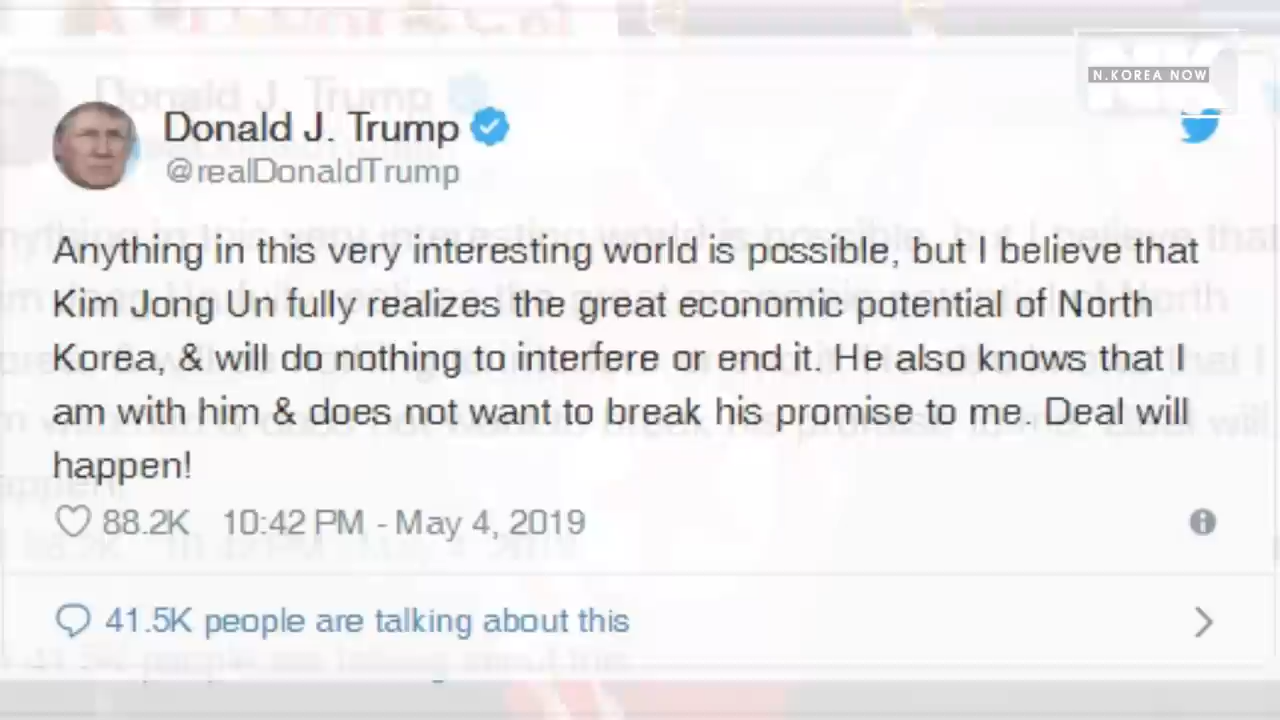 N.KOREA NOW
Donald J. Trump
@realDonaldTrump
Anything in this very interesting world is possible, but I believe that
Kim Jong Un fully realizes the great economic potential of North
Korea, & will do nothing to interfere or end it. He also knows that I
am with him & does not want to break his promise to me. Deal will
happen!
88.2K 10:42 PM - May 4, 2019
41.5K people are talking about this